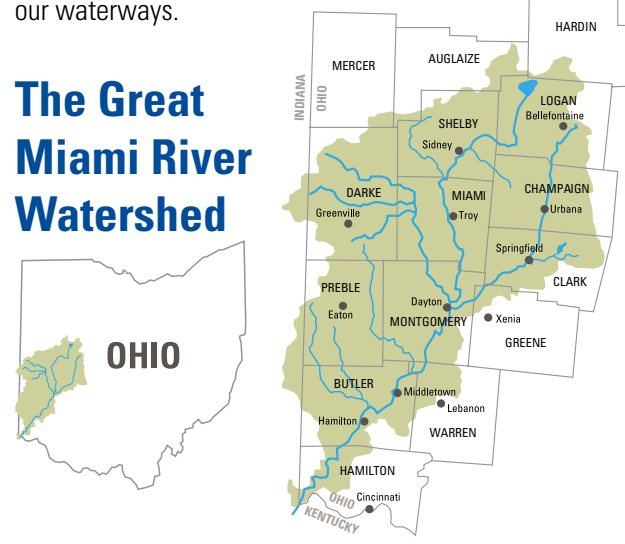 our waterways.
The Great
Miami River
Watershed
OHIO
HARDIN
AUGLAIZE
MERCER
INDIANA
OHIO
LOGAN
Bellefontaine
SHELBY
Sidney
DARKE
MIAMI
CHAMPAIGN
Greenville
Troy
Urbana
Springfield
CLARK
PREBLE
Eaton
Dayton
MONTGOMERY
Xenia
GREENE
BUTLER
Middletown
Lebanon
Hamilton
WARREN
HAMILTON
OHIO
Cincinnati
KENTUCKY